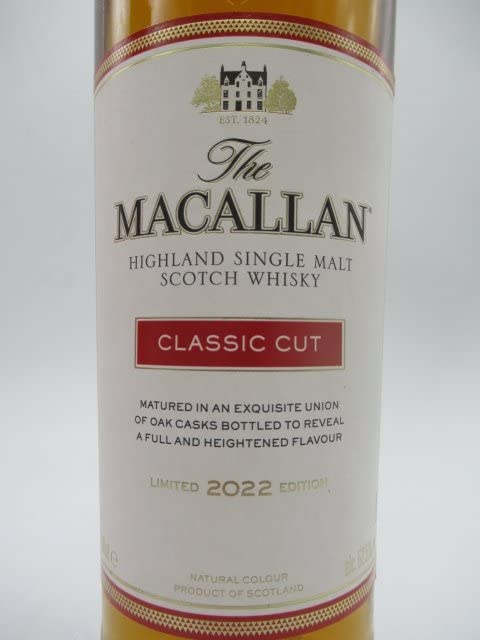 EST. 1824
The
MACALLAN
HIGHLAND SINGLE MALT
SCOTCH WHISKY
CLASSIC CUT
MATURED IN AN EXQUISITE UNION
OF OAK CASKS BOTTLED TO REVEAL
A FULL AND HEIGHTENED FLAVOUR
LIMITED 2022 EDITION
NATURAL COLOUR
PRODUCT OF SCOTLAND